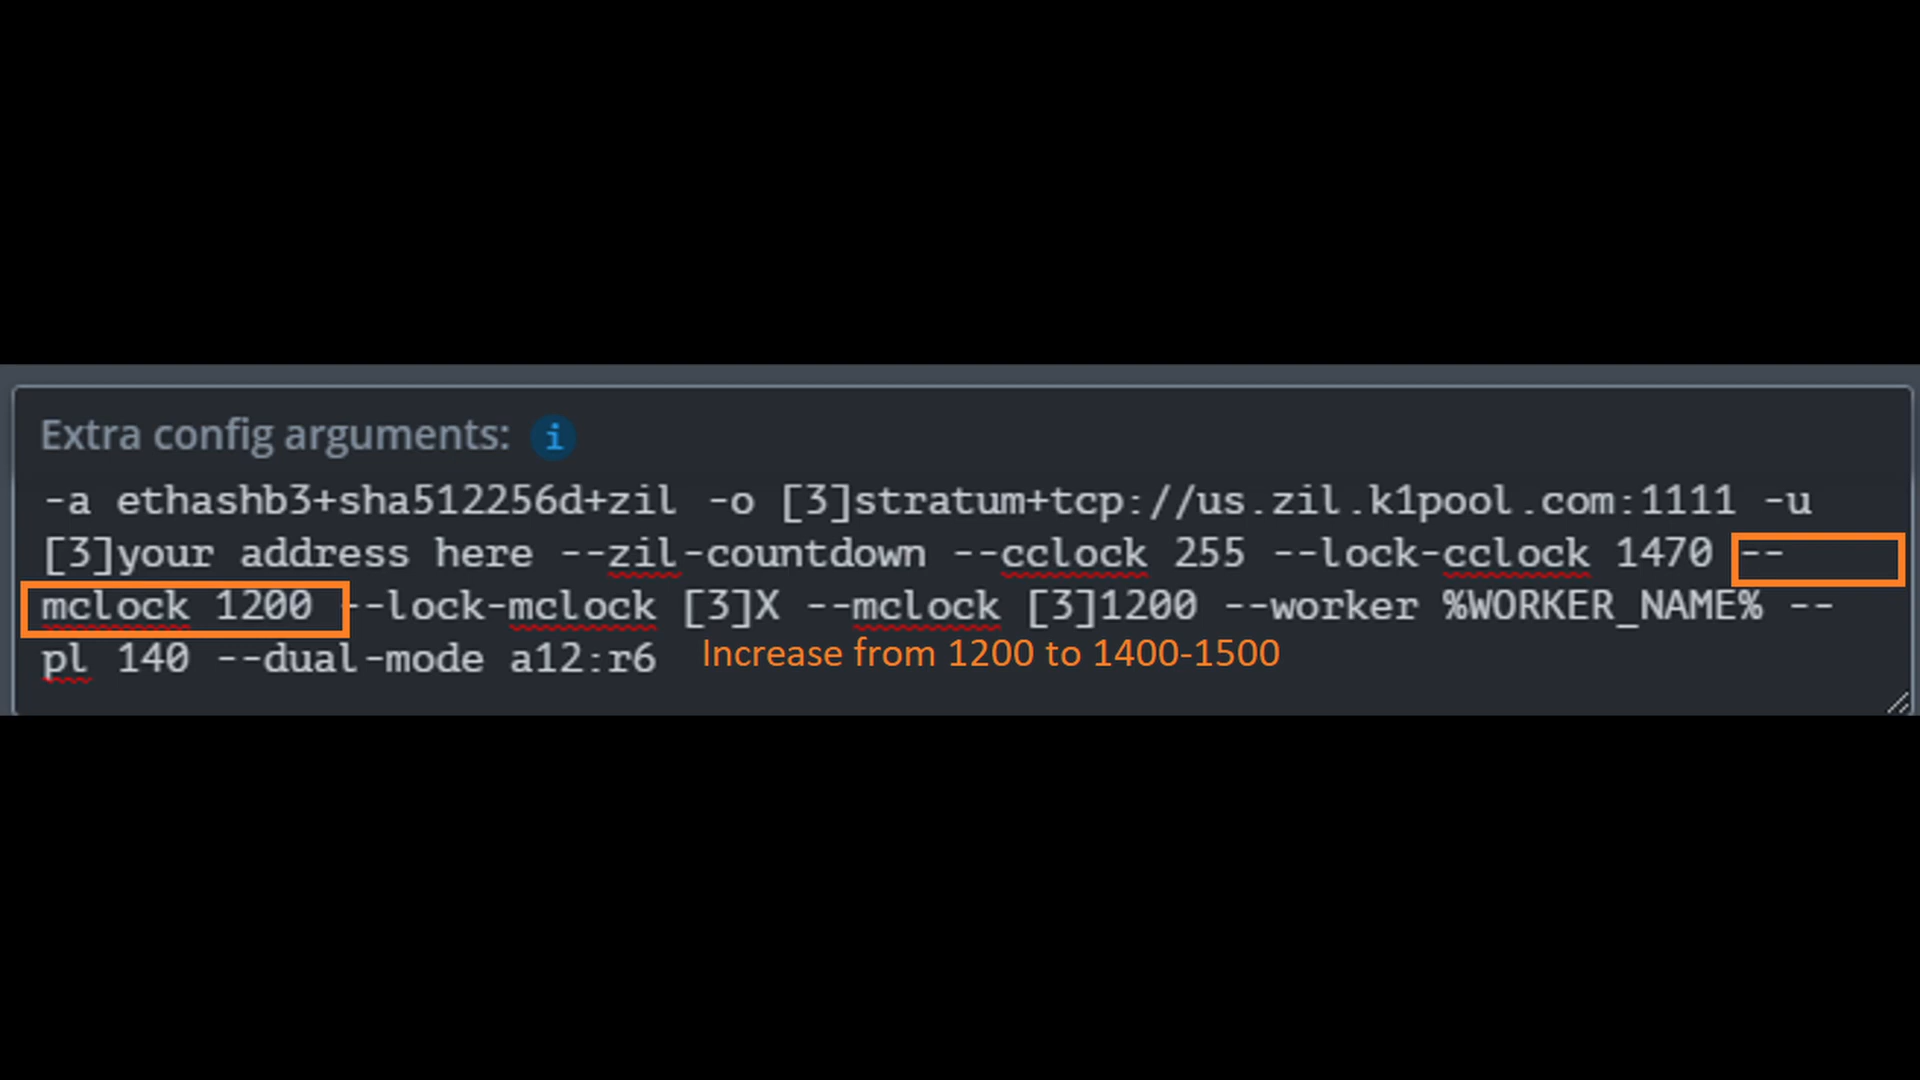 Extra config arguments: i
-a ethashb3+sha512256d+zil -o [3]stratum+tcp://us.zil.k1pool.com:1111 -u
[3]your address here --zil-countdown --cclock 255 --lock-cclock 1470 --
mclock 1200 --lock-mclock [3]X --mclock [3]1200 --worker %WORKER_NAME% --
pl 140 --dual-mode a12:r6
Increase from 1200 to 1400-1500